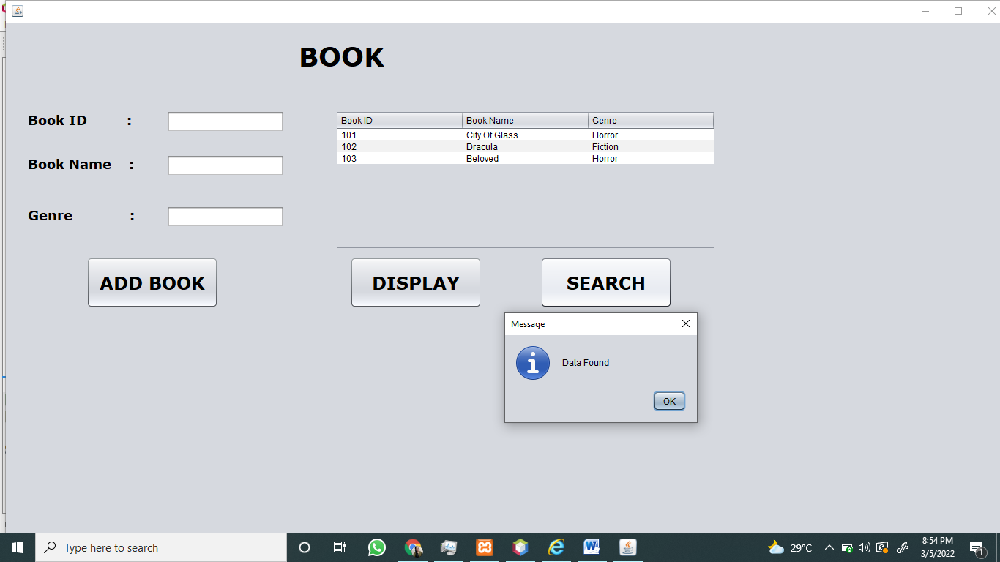 BOOK
Book ID :
Book Name :
Genre :
Book ID Book Name Genre
101 City Of Glass Horror
102 Dracula Fiction
103 Beloved Horror
ADD BOOK
DISPLAY
SEARCH
Message
Data Found
OK
Type here to search
29°C
8:54 PM
3/5/2022
1